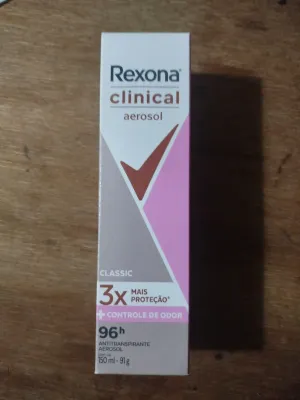 Rexona
clinical
aerosol
CLASSIC
3x MAIS
PROTEÇÃO*
+ CONTROLE DE ODOR
96h
ANTITRANSPIRANTE
AEROSOL
150 ml - 91 g